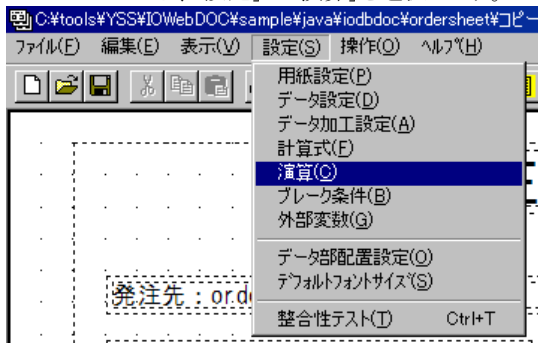 C:¥tools¥YSS¥IOWebDOC¥sample¥java¥iodbdoc¥ordersheet¥コピー
ファイル(F) 編集(E) 表示(V) 設定(S) 操作(O) ヘルプ(H)
用紙設定(P)
データ設定(D)
データ加工設定(A)
計算式(F)
演算(C)
ブレーク条件(B)
外部変数(G)
データ部配置設定(O)
デフォルトフォントサイズ(S)
発注先：orde
整合性テスト(T) Ctrl+T